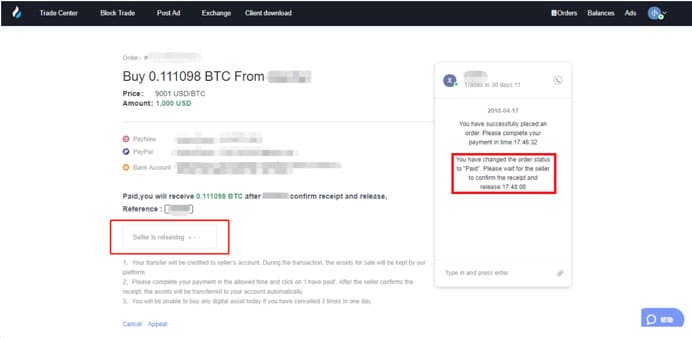 Trade Center Block Trade Post Ad Exchange Client download Orders Balances Ads
Order: #
Buy 0.111098 BTC From
Price: 9001 USD/BTC
Amount: 1,000 USD
PayNow
PayPal
Bank Account
Paid,you will receive 0.111098 BTC after confirm receipt and release,
Reference : [ ]
Seller Is releasing
1、Your transfer will be credited to seller's account. During the transaction, the assets for sale will be kept by our
platform
2、Please complete your payment in the allowed time and click on 'I have paid'. After the seller confirms the
receipt, the assets will be transferred to your account automatically.
3、You will be unable to buy any digital asset today if you have cancelled 3 times in one day.
Cancel Appeal
X
Trades in 30 days:11
2018-04-17
You have successfully placed an
order. Please complete your
payment in time.17:46:32
You have changed the order status
to "Paid". Please wait for the seller
to confirm the receipt and
release.17:48:06
Type in and press enter